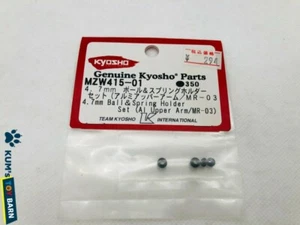 KYOSHO
Genuine Kyosho® Parts
MZW415-01 ●350
4.7mm ボール&スプリングホルダー
セット(アルミアッパーアーム/MR-03
4.7mm Ball & Spring Holder
Set (Al Upper Arm/MR-03)
TEAM KYOSHO INTERNATIONAL
¥ 294
KUM'S TOY BARN